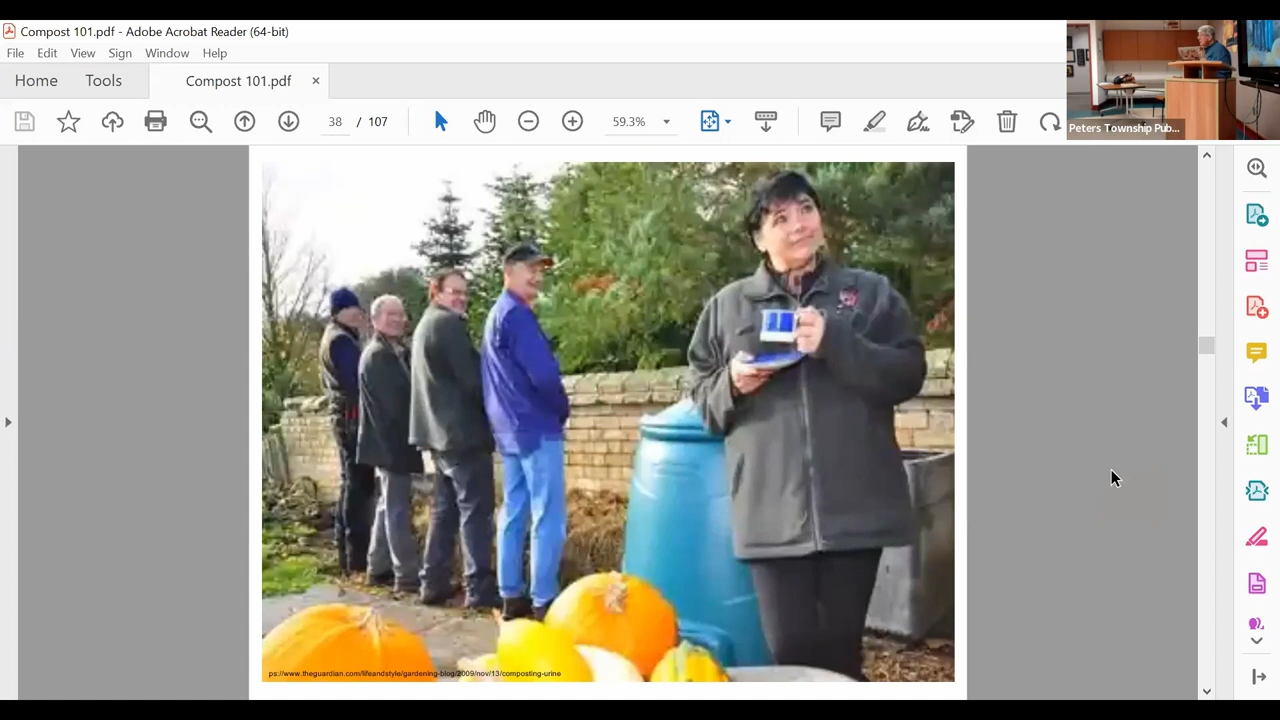 Compost 101.pdf - Adobe Acrobat Reader (64-bit)
File Edit View Sign Window Help
Home Tools Compost 101.pdf ×
38 / 107 59.3%
Peters Township Pub...
ps://www.theguardian.com/lifeandstyle/gardening-blog/2009/nov/13/composting-urine